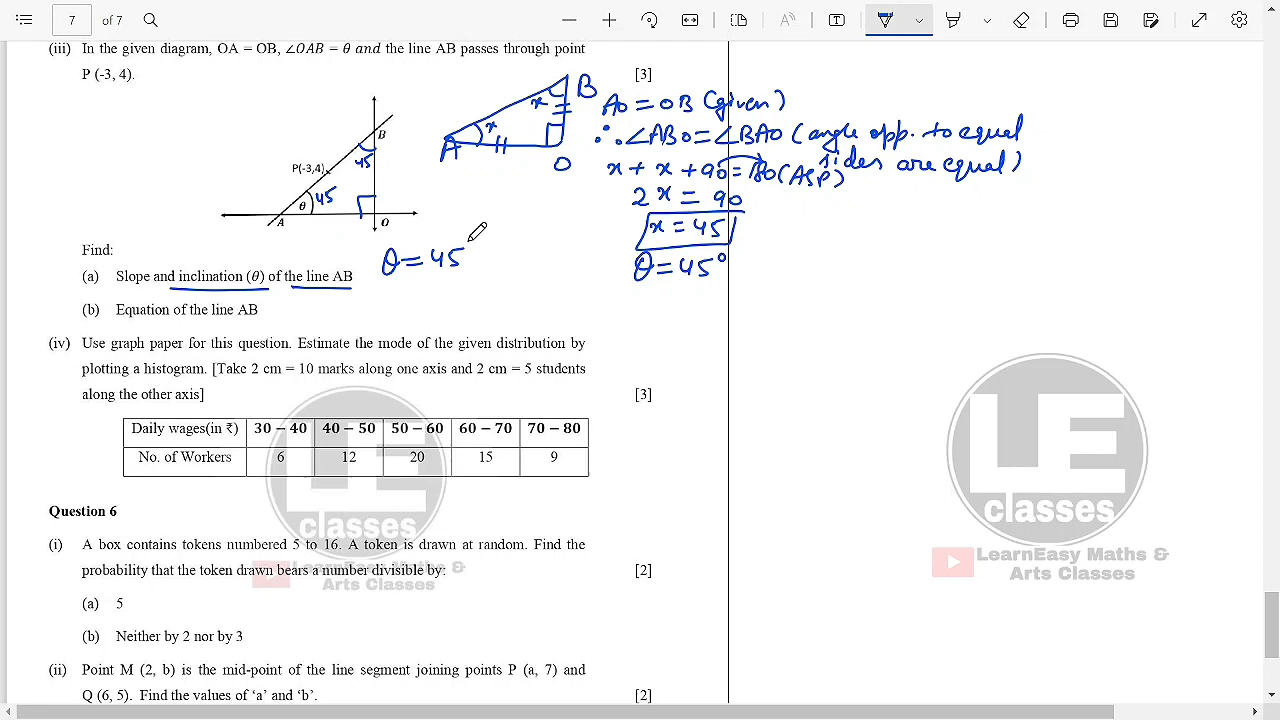 7 of 7
(iii) In the given diagram, OA = OB, ∠OAB = θ and the line AB passes through point
P (-3, 4). [3]
B
A
O
x
x
AO = OB (given)
∴ ∠ABO = ∠BAO (angle opp. to equal
sides are equal)
x + x + 90 = 180 (ASP)
2x = 90
x = 45
θ = 45°
B
P(-3,4)
45
θ 45
A
O
θ = 45
Find:
(a) Slope and inclination (θ) of the line AB
(b) Equation of the line AB
(iv) Use graph paper for this question. Estimate the mode of the given distribution by
plotting a histogram. [Take 2 cm = 10 marks along one axis and 2 cm = 5 students
along the other axis] [3]
Daily wages(in ₹) 30 – 40 40 – 50 50 – 60 60 – 70 70 – 80
No. of Workers 6 12 20 15 9
LE
classes
LearnEasy Maths &
Arts Classes
Question 6
(i) A box contains tokens numbered 5 to 16. A token is drawn at random. Find the
probability that the token drawn bears a number divisible by: [2]
(a) 5
(b) Neither by 2 nor by 3
(ii) Point M (2, b) is the mid-point of the line segment joining points P (a, 7) and
Q (6, 5). Find the values of ‘a’ and ‘b’. [2]
LE
classes
LearnEasy Maths &
Arts Classes